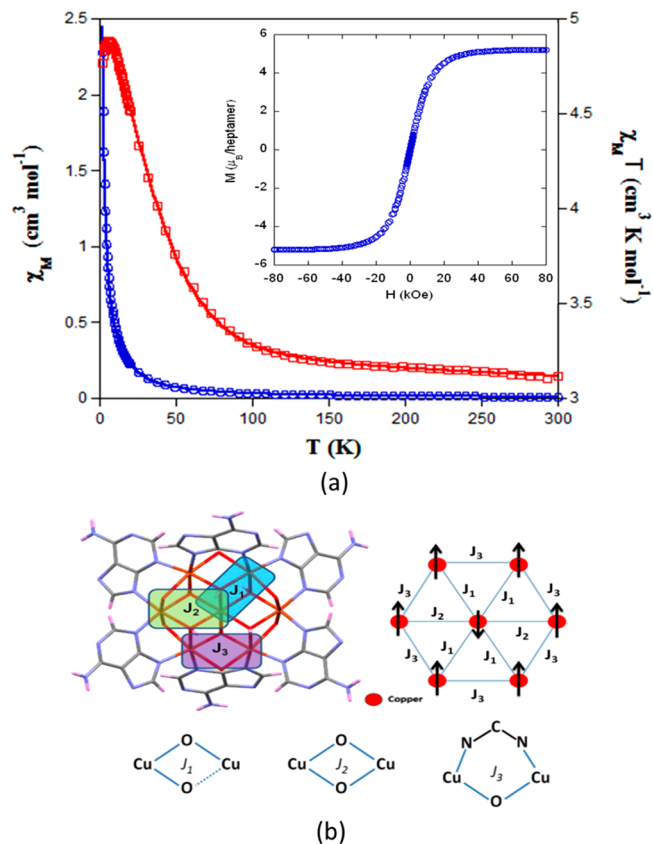 2.5
2
1.5
1
0.5
0
χM (cm3 mol-1)
5
4.5
4
3.5
3
χM T (cm3 K mol-1)
0
50
100
150
200
250
300
T (K)
6
4
2
0
-2
-4
-6
M (μB/heptamer)
-80
-60
-40
-20
0
20
40
60
80
H (kOe)
(a)
J1
J2
J3
J3
J3
J1
J1
J3
J2
J2
J3
J1
J1
J3
J3
Copper
O
Cu
J1
Cu
O
O
Cu
J2
Cu
O
C
N
N
Cu
J3
Cu
O
(b)